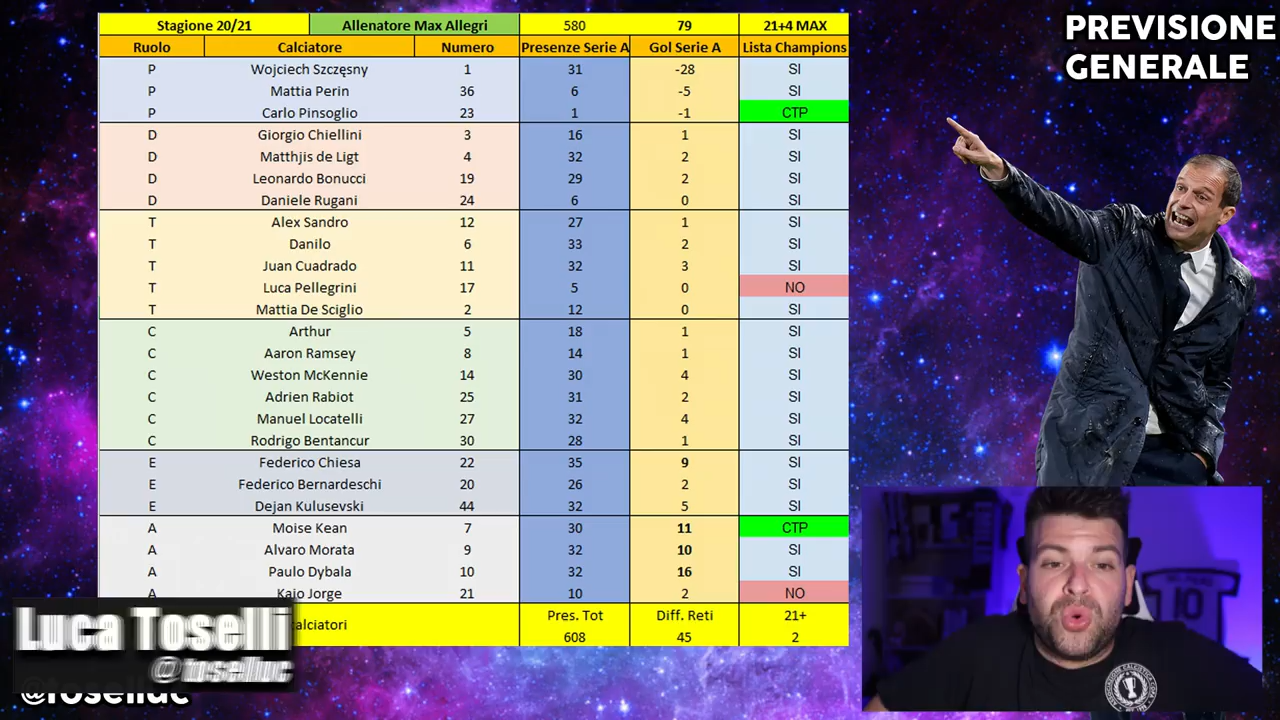 Stagione 20/21 Allenatore Max Allegri 580 79 21+4 MAX
Ruolo Calciatore Numero Presenze Serie A Gol Serie A Lista Champions
P Wojciech Szczęsny 1 31 -28 SI
P Mattia Perin 36 6 -5 SI
P Carlo Pinsoglio 23 1 -1 CTP
D Giorgio Chiellini 3 16 1 SI
D Matthjis de Ligt 4 32 2 SI
D Leonardo Bonucci 19 29 2 SI
D Daniele Rugani 24 6 0 SI
T Alex Sandro 12 27 1 SI
T Danilo 6 33 2 SI
T Juan Cuadrado 11 32 3 SI
T Luca Pellegrini 17 5 0 NO
T Mattia De Sciglio 2 12 0 SI
C Arthur 5 18 1 SI
C Aaron Ramsey 8 14 1 SI
C Weston McKennie 14 30 4 SI
C Adrien Rabiot 25 31 2 SI
C Manuel Locatelli 27 32 4 SI
C Rodrigo Bentancur 30 28 1 SI
E Federico Chiesa 22 35 9 SI
E Federico Bernardeschi 20 26 2 SI
E Dejan Kulusevski 44 32 5 SI
A Moise Kean 7 30 11 CTP
A Alvaro Morata 9 32 10 SI
A Paulo Dybala 10 32 16 SI
A Kaio Jorge 21 10 2 NO
alciatori Pres. Tot Diff. Reti 21+
608 45 2
PREVISIONE
GENERALE
Luca Toselli
@toselluc
@toselluc
10